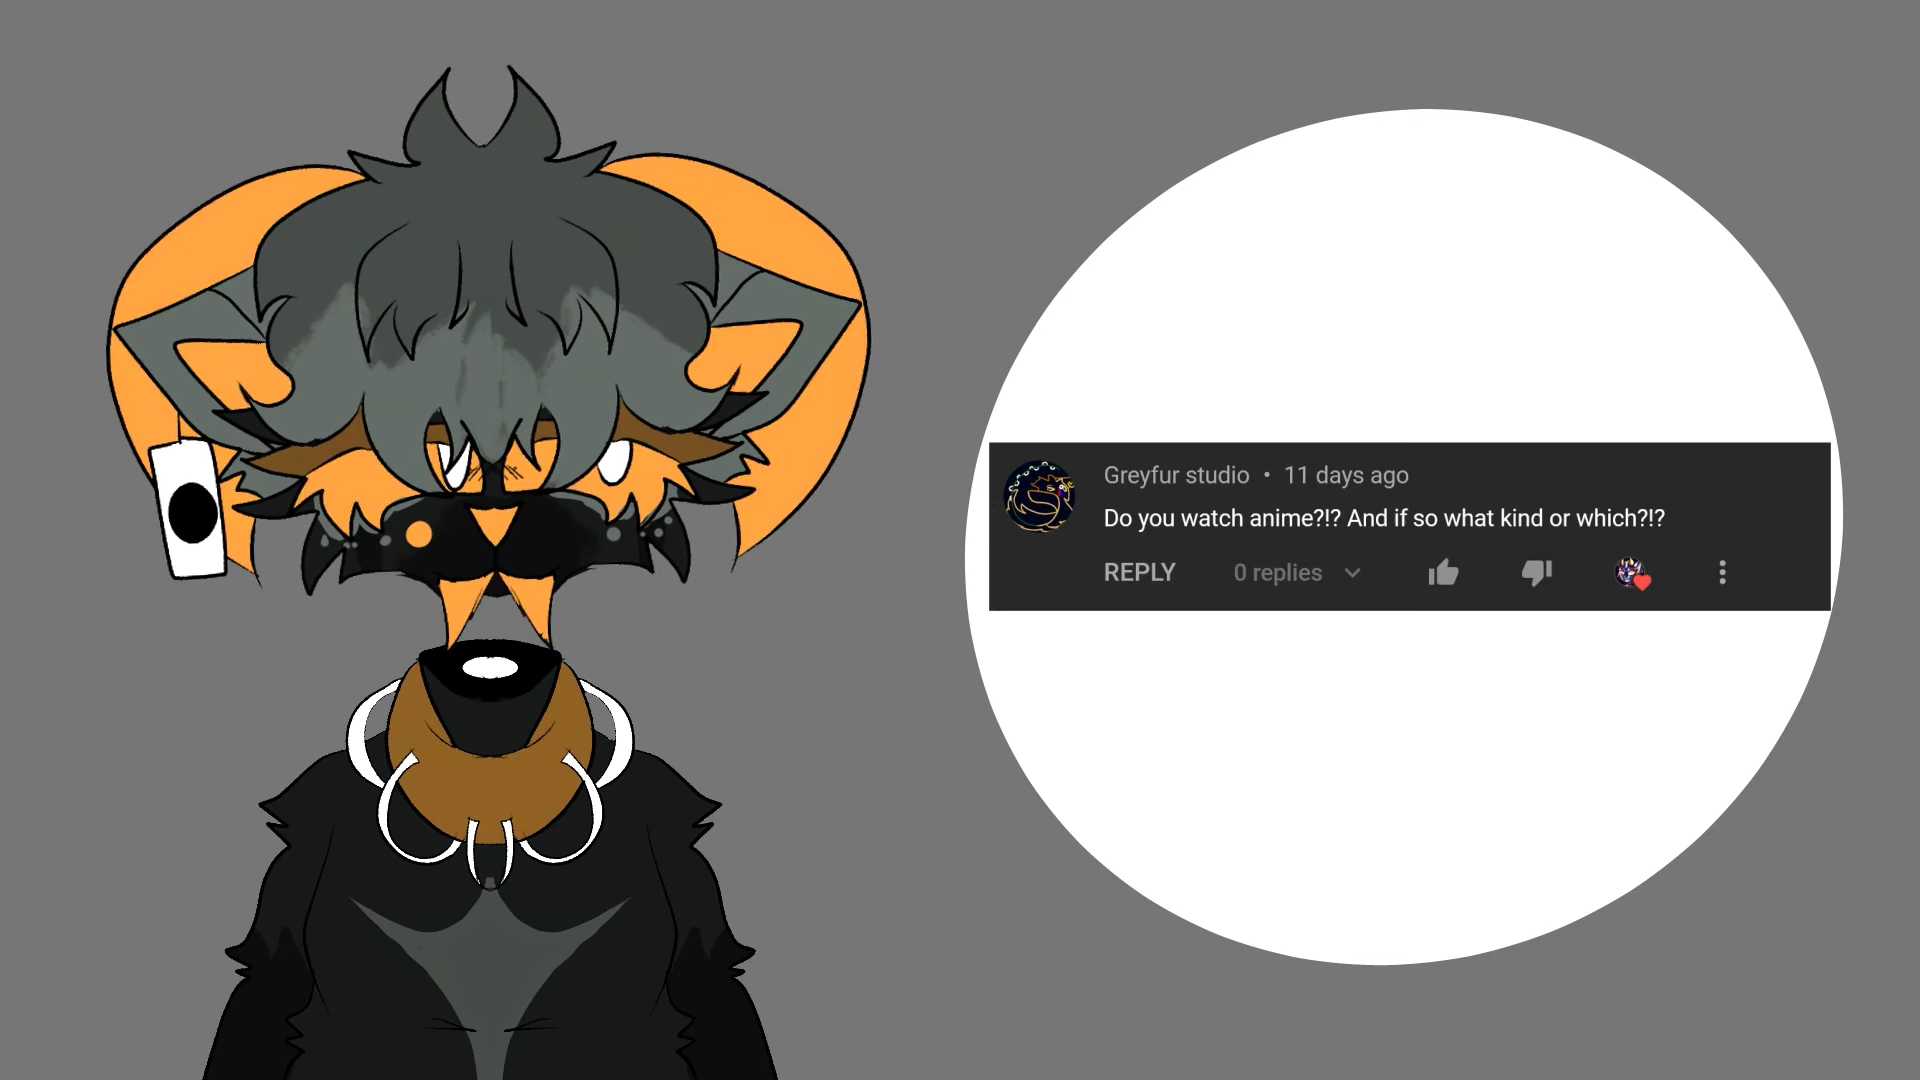 Greyfur studio • 11 days ago
Do you watch anime?!? And if so what kind or which?!?
REPLY 0 replies